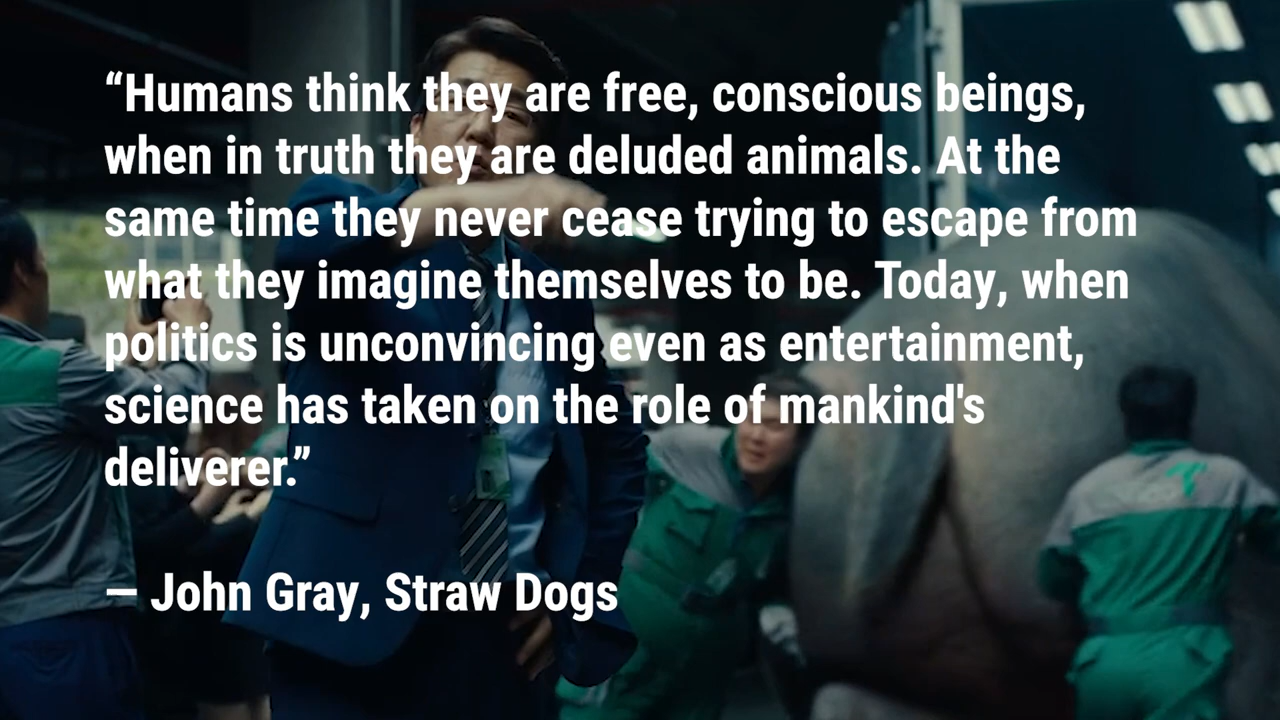 “Humans think they are free, conscious beings,
when in truth they are deluded animals. At the
same time they never cease trying to escape from
what they imagine themselves to be. Today, when
politics is unconvincing even as entertainment,
science has taken on the role of mankind's
deliverer.”
— John Gray, Straw Dogs